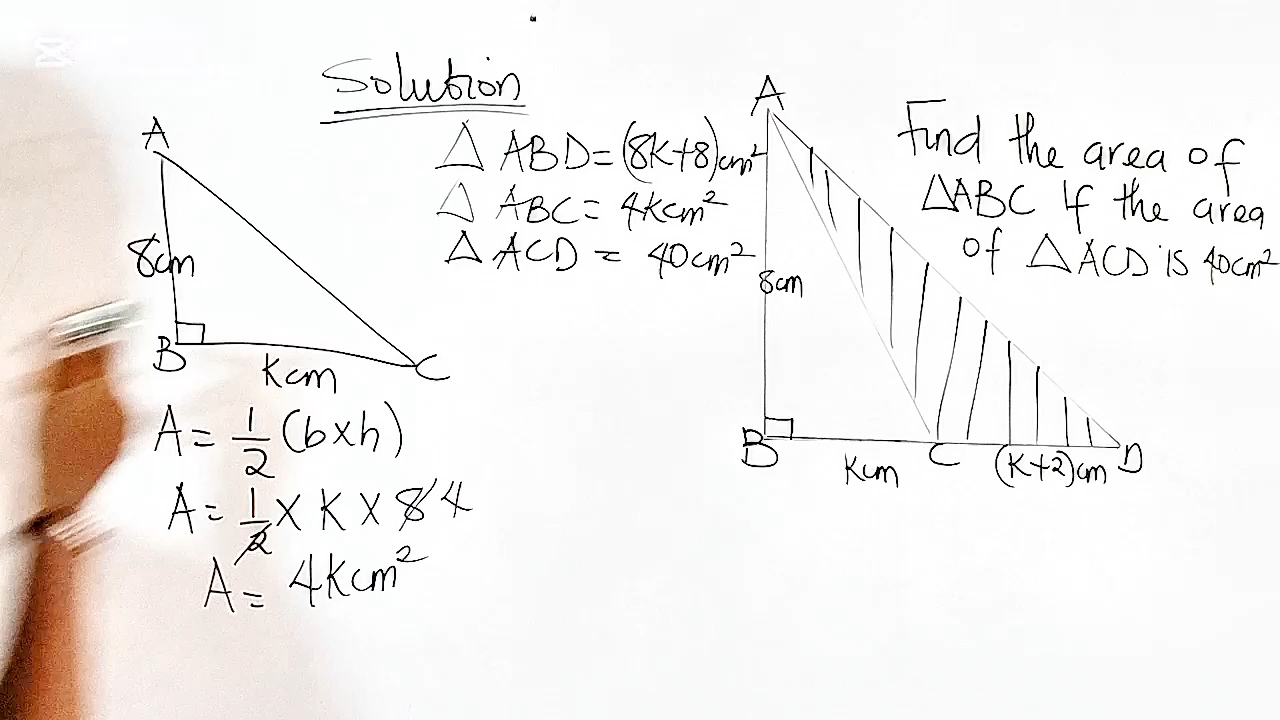 Solution
A
8cm
B
Kcm
C
A = 1/2 (b×h)
A = 1/2 × K × 8 4
A = 4Kcm²
△ ABD = (8K+8)cm²
△ ABC = 4Kcm²
△ ACD = 40cm²
A
8cm
B
Kcm
C
(K+2)cm
D
Find the area of
△ABC If the area
of △ACD is 40cm²